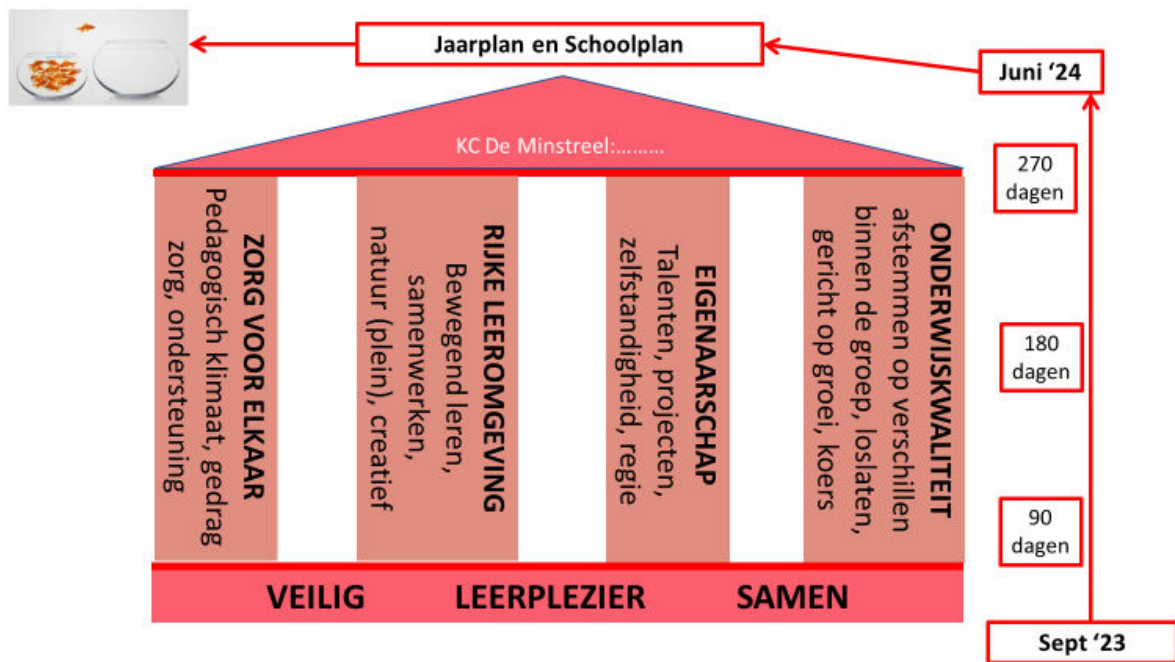 Jaarplan en Schoolplan
Juni ‘24
KC De Minstreel:.........
270
dagen
180
dagen
90
dagen
Sept ‘23
ZORG VOOR ELKAAR
Pedagogisch klimaat, gedrag
zorg, ondersteuning
RIJKE LEEROMGEVING
Bewegend leren,
samenwerken,
natuur (plein), creatief
EIGENAARSCHAP
Talenten, projecten,
zelfstandigheid, regie
ONDERWIJSKWALITEIT
afstemmen op verschillen
binnen de groep, loslaten,
gericht op groei, koers
VEILIG LEERPLEZIER SAMEN